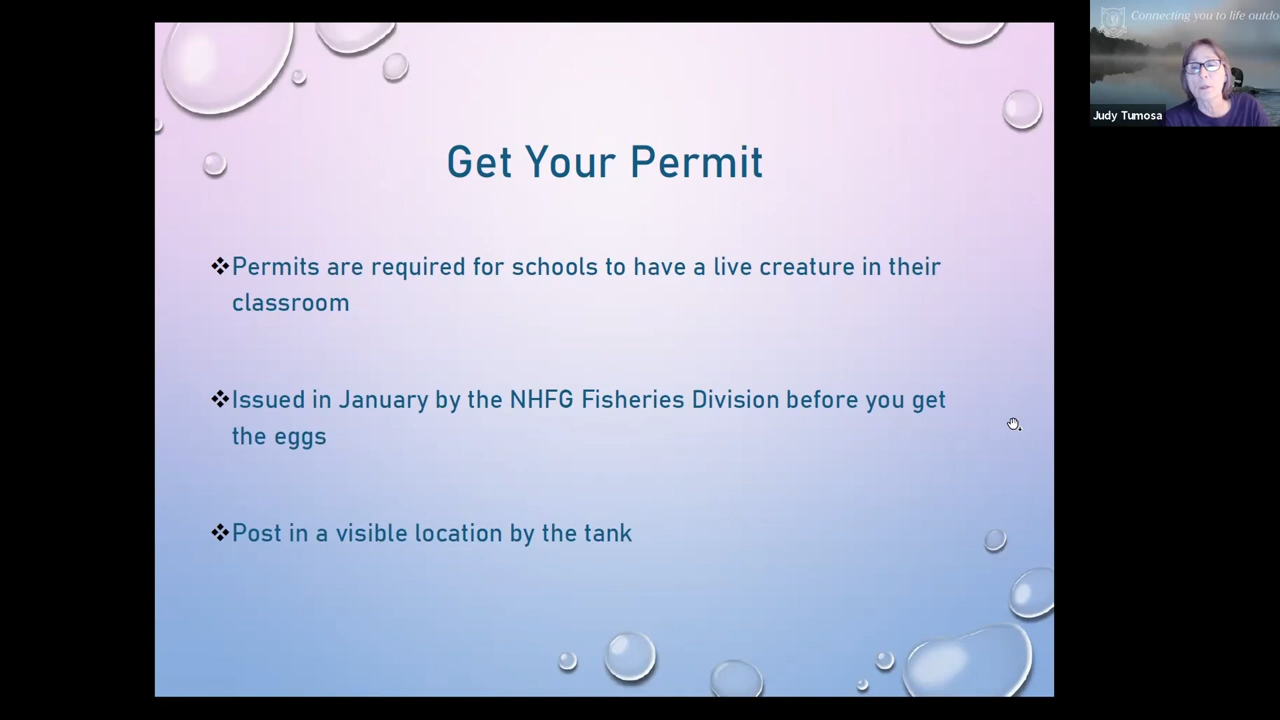 Connecting you to life outdo
Judy Tumosa
Get Your Permit
❖Permits are required for schools to have a live creature in their
classroom
❖Issued in January by the NHFG Fisheries Division before you get
the eggs
❖Post in a visible location by the tank